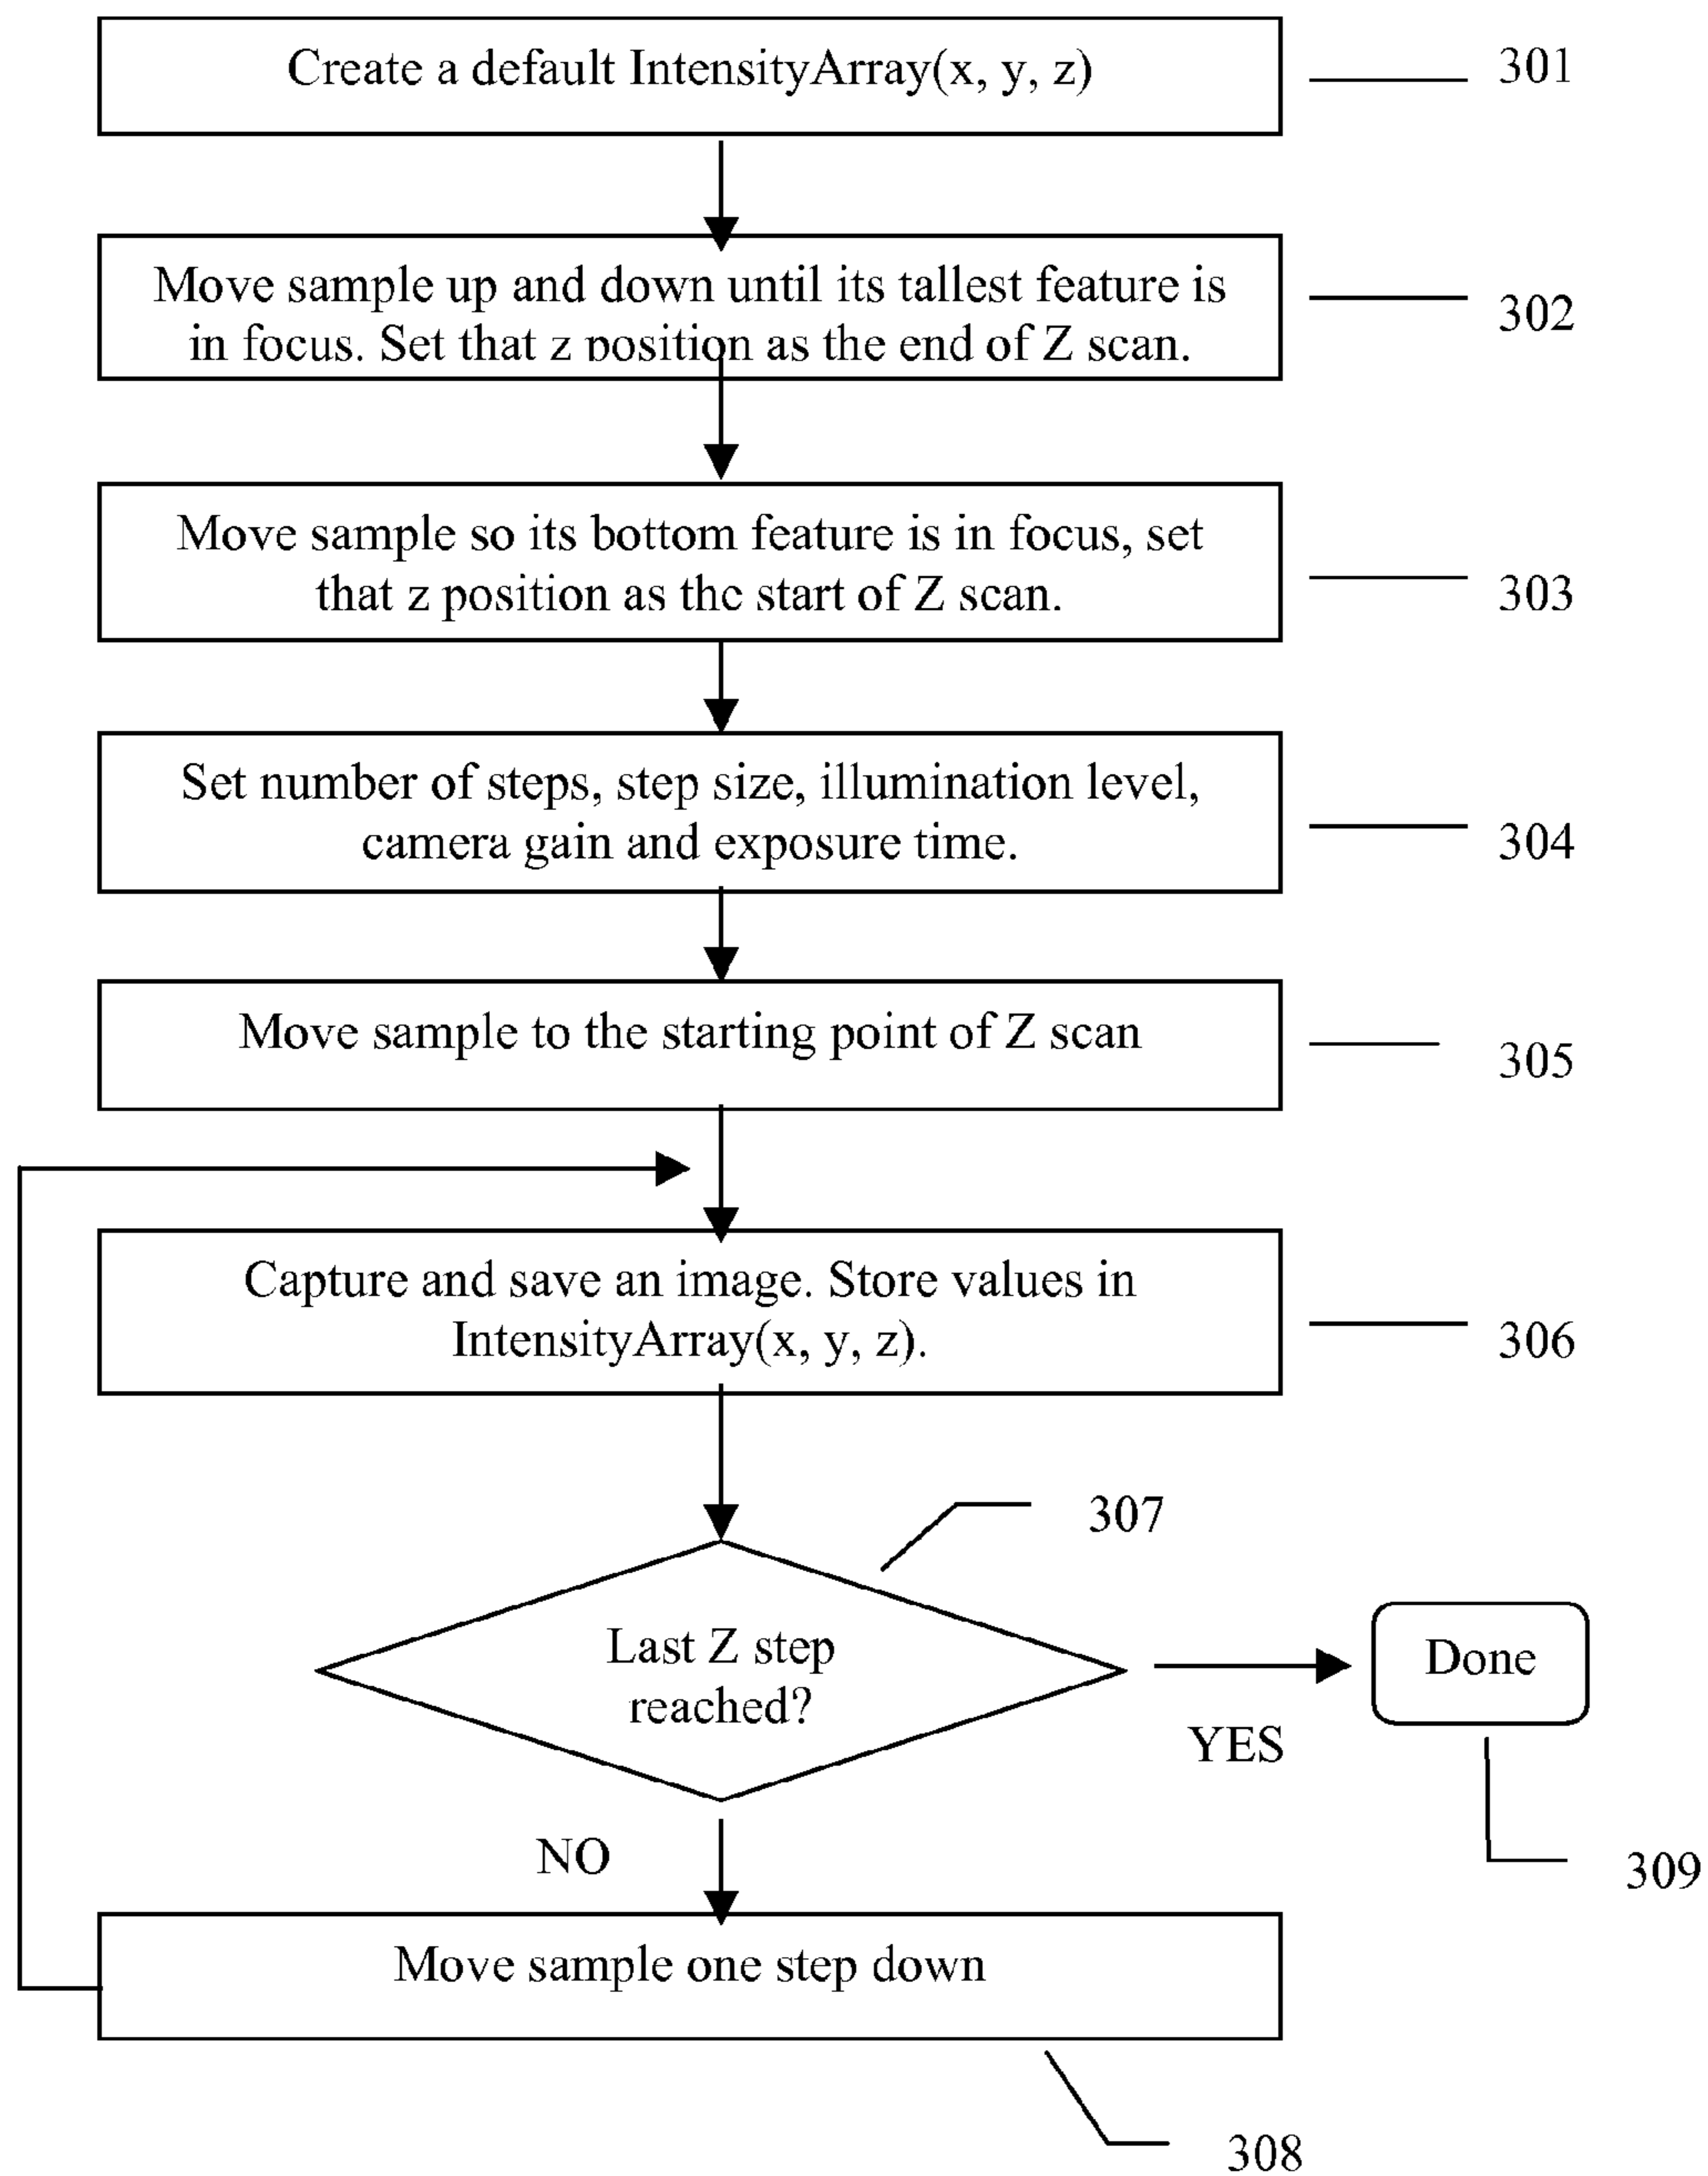 Create a default IntensityArray(x, y, z)
301
Move sample up and down until its tallest feature is
in focus. Set that z position as the end of Z scan.
302
Move sample so its bottom feature is in focus, set
that z position as the start of Z scan.
303
Set number of steps, step size, illumination level,
camera gain and exposure time.
304
Move sample to the starting point of Z scan
305
Capture and save an image. Store values in
IntensityArray(x, y, z).
306
307
Last Z step
reached?
Done
YES
NO
309
Move sample one step down
308